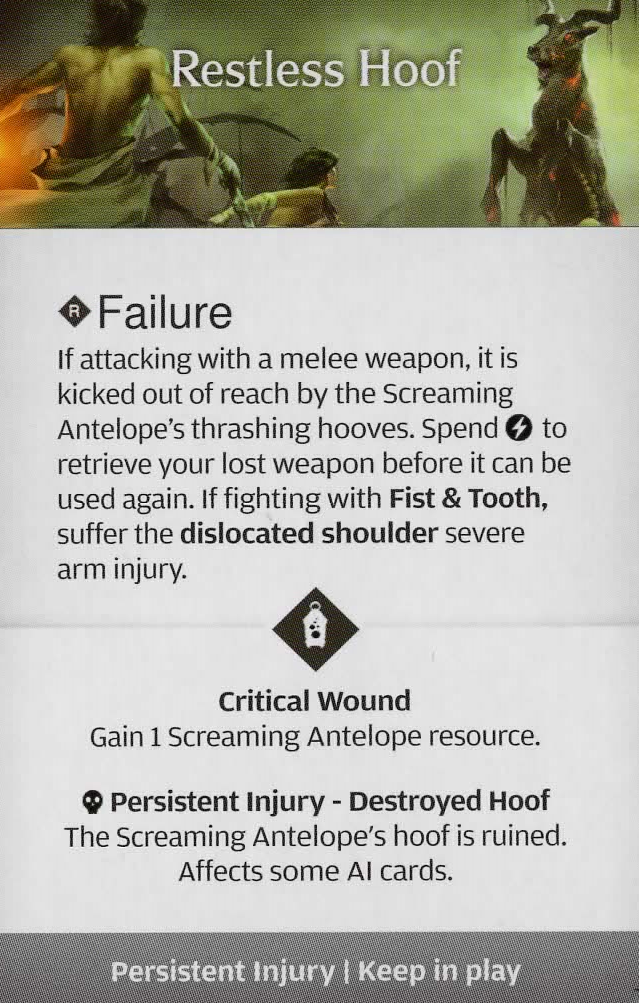 Restless Hoof
R Failure
If attacking with a melee weapon, it is
kicked out of reach by the Screaming
Antelope's thrashing hooves. Spend to
retrieve your lost weapon before it can be
used again. If fighting with Fist & Tooth,
suffer the dislocated shoulder severe
arm injury.
Critical Wound
Gain 1 Screaming Antelope resource.
Persistent Injury - Destroyed Hoof
The Screaming Antelope's hoof is ruined.
Affects some AI cards.
Persistent Injury | Keep in play